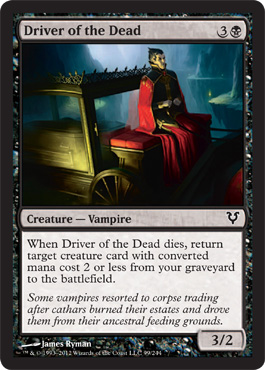 Driver of the Dead 3
Creature — Vampire
When Driver of the Dead dies, return
target creature card with converted
mana cost 2 or less from your graveyard
to the battlefield.
Some vampires resorted to corpse trading
after cathars burned their estates and drove
them from their ancestral feeding grounds.
James Ryman
™ & © 1993–2012 Wizards of the Coast LLC 99/244
3/2